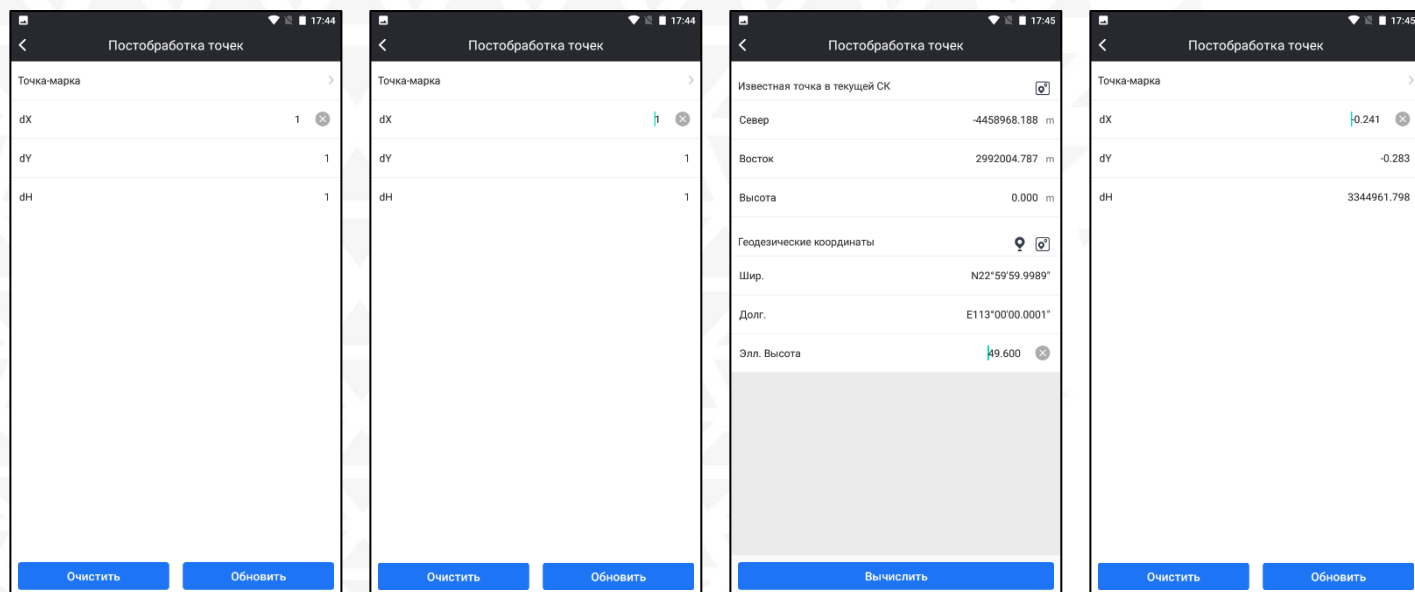 17:44
Постобработка точек
Точка-марка
dX 1
dY 1
dH 1
Очистить Обновить
17:44
Постобработка точек
Точка-марка
dX 1
dY 1
dH 1
Очистить Обновить
17:45
Постобработка точек
Известная точка в текущей СК
Север -4458968.188 m
Восток 2992004.787 m
Высота 0.000 m
Геодезические координаты
Шир. N22°59'59.9989"
Долг. E113°00'00.0001"
Элл. Высота 49.600
Вычислить
17:45
Постобработка точек
Точка-марка
dX -0.241
dY -0.283
dH 3344961.798
Очистить Обновить